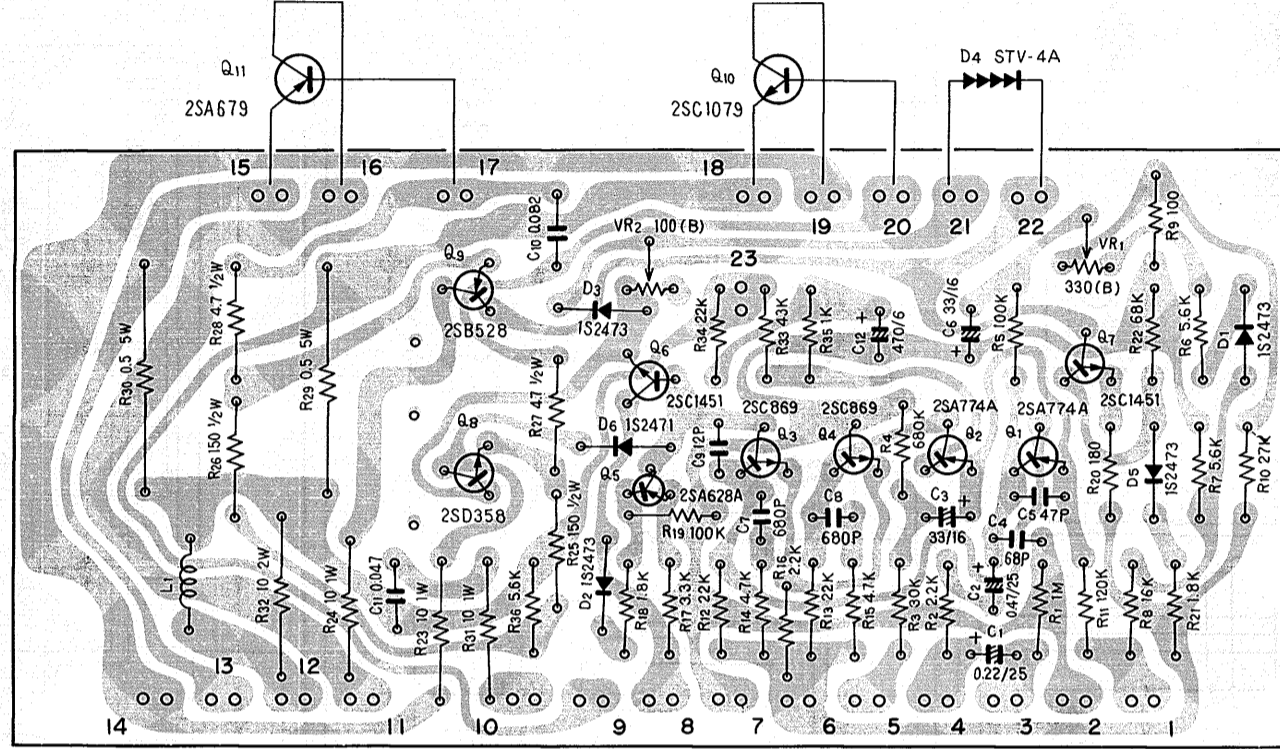 Q11
2SA679
Q10
2SC1079
D4 STV-4A
15
16
17
18
19
20
21
22
23
C10 0.082
VR2 100(B)
R9 100
VR1
330(B)
Q9
2SB528
D3
1S2473
R30 0.5 5W
R28 4.7 ½W
R29 0.5 5W
R34 22K
R33 43K
R35 1K
C12 +
470/6
C6 33/16
+
R5 100K
Q7
2SC1451
R22 68K
R6 5.6K
D1
1S2473
Q6
2SC1451
R26 150 ½W
R27 4.7 ½W
Q8
2SD358
D6 1S2471
C9 12P
2SC869
Q3
2SC869
Q4
R4 680K
2SA774A
Q2
2SA774A
Q1
R20 180
D5
1S2473
R7 5.6K
R10 27K
Q5
2SA628A
R19 100K
C7 680P
C8
680P
C3 +
33/16
C5 47P
C4
68P
L1
R32 10 2W
R24 10 1W
C11 0.047
R23 10 1W
R31 10 1W
R36 5.6K
R25 150 ½W
D2 1S2473
R18 1.8K
R17 3.3K
R12 22K
R14 4.7K
R16 2.2K
R13 22K
R15 4.7K
R3 30K
R2 2.2K
C2 +
0.47/25
R1 1M
R11 120K
R8 16K
R21 1.8K
C1
+
0.22/25
13
12
14
11
10
9
8
7
6
5
4
3
2
1